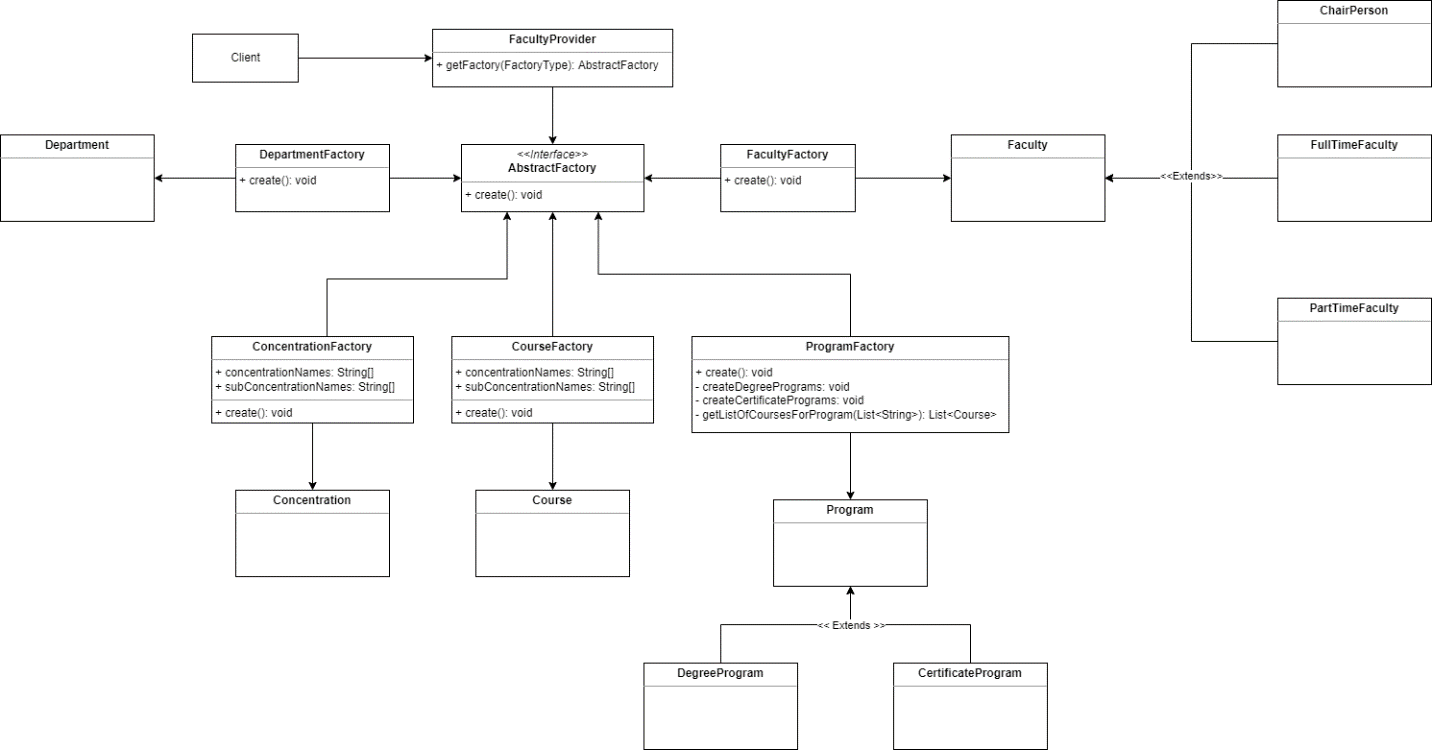 ChairPerson
FacultyProvider
Client
+ getFactory(FactoryType): AbstractFactory
Department
DepartmentFactory
+ create(): void
<<Interface>>
AbstractFactory
+ create(): void
FacultyFactory
+ create(): void
Faculty
<<Extends>>
FullTimeFaculty
PartTimeFaculty
ConcentrationFactory
+ concentrationNames: String[]
+ subConcentrationNames: String[]
+ create(): void
CourseFactory
+ concentrationNames: String[]
+ subConcentrationNames: String[]
+ create(): void
ProgramFactory
+ create(): void
- createDegreePrograms: void
- createCertificatePrograms: void
- getListOfCoursesForProgram(List<String>): List<Course>
Concentration
Course
Program
<< Extends >>
DegreeProgram
CertificateProgram